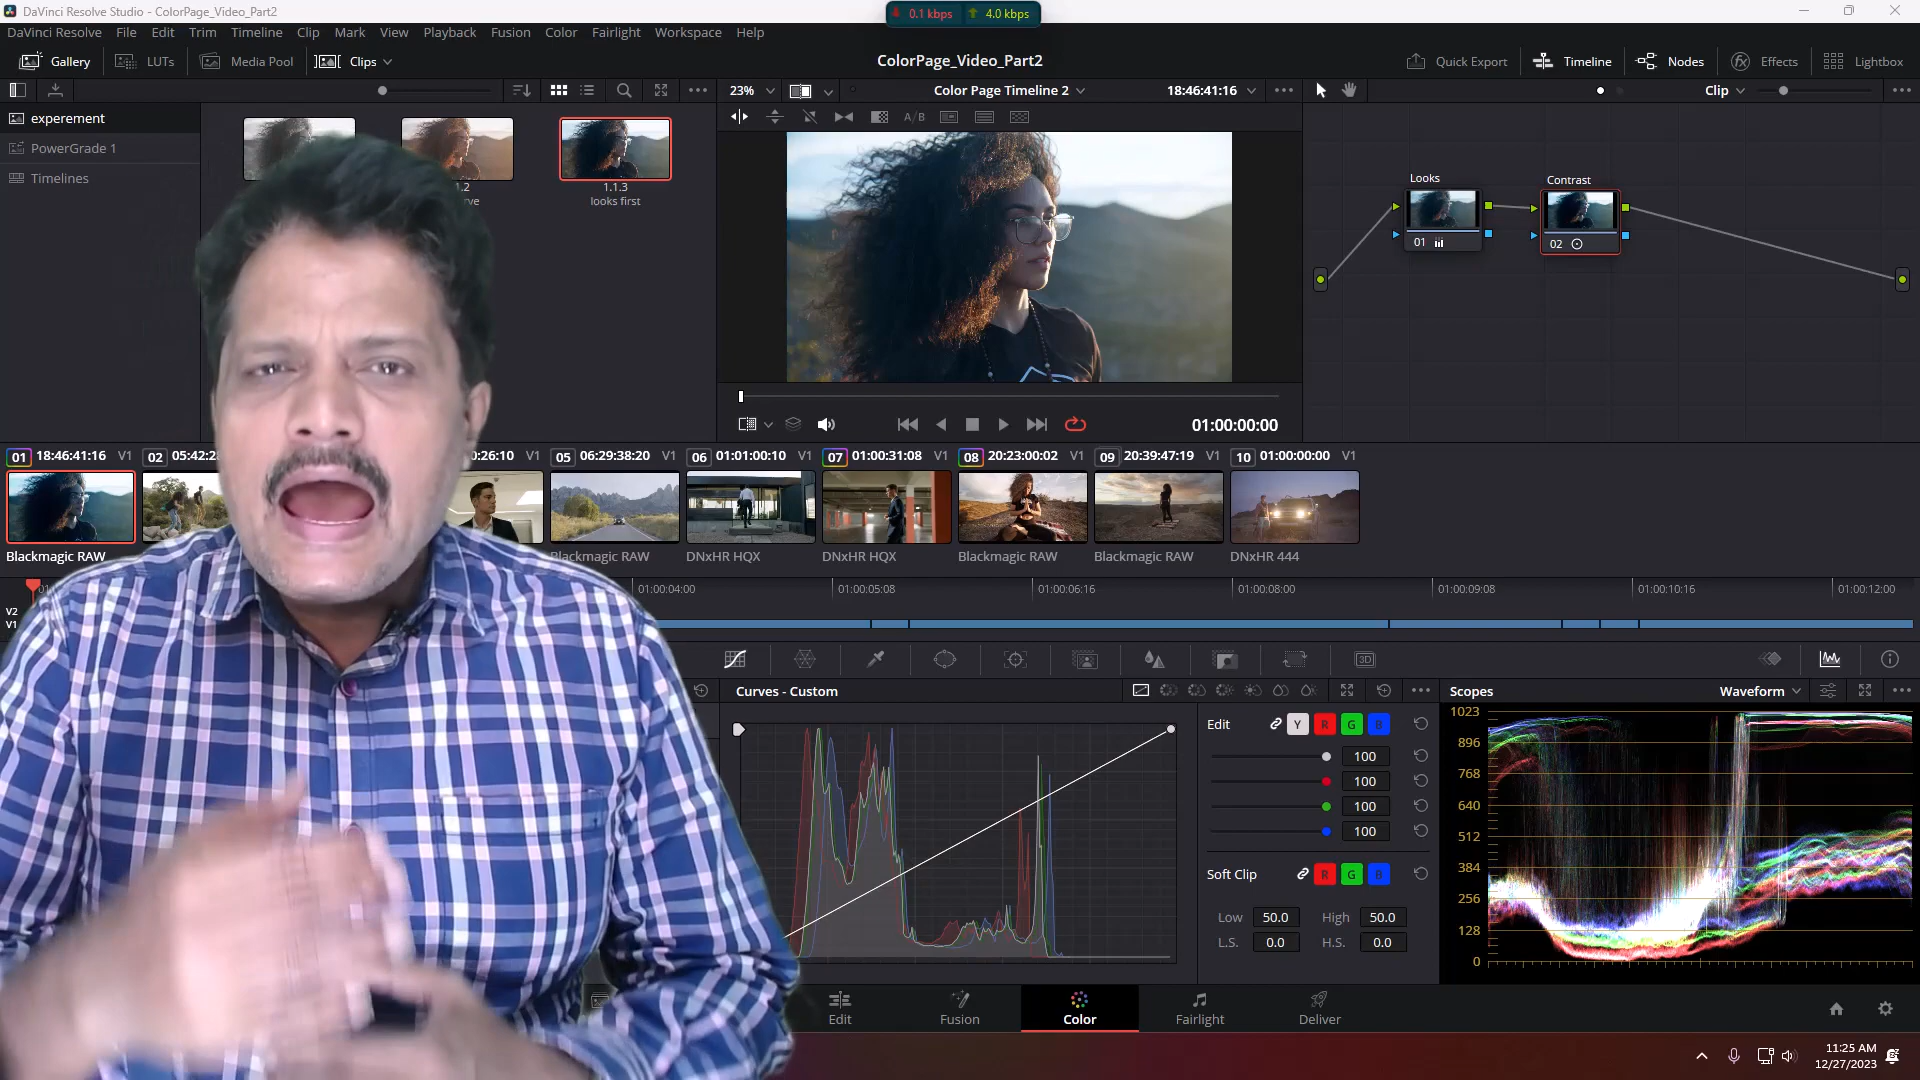 DaVinci Resolve Studio - ColorPage_Video_Part2
0.1 kbps 4.0 kbps
DaVinci Resolve File Edit Trim Timeline Clip Mark View Playback Fusion Color Fairlight Workspace Help
Gallery LUTs Media Pool Clips
ColorPage_Video_Part2
Quick Export Timeline Nodes Effects Lightbox
23% Color Page Timeline 2 18:46:41:16 Clip
A/B
experement
PowerGrade 1
Timelines
1.1.3
looks first
Looks
01
Contrast
02
01:00:00:00
01 18:46:41:16 V1
02 05:42:2
0:26:10 V1
05 06:29:38:20 V1
06 01:01:00:10 V1
07 01:00:31:08 V1
08 20:23:00:02 V1
09 20:39:47:19 V1
10 01:00:00:00 V1
Blackmagic RAW
Blackmagic RAW
DNxHR HQX
DNxHR HQX
Blackmagic RAW
Blackmagic RAW
DNxHR 444
V2
V1
01:00:04:00 01:00:05:08 01:00:06:16 01:00:08:00 01:00:09:08 01:00:10:16 01:00:12:00
3D
Curves - Custom
Edit Y R G B
100
100
100
100
Soft Clip R G B
Low 50.0 High 50.0
L.S. 0.0 H.S. 0.0
Scopes Waveform
1023
896
768
640
512
384
256
128
0
Edit Fusion Color Fairlight Deliver
11:25 AM
12/27/2023